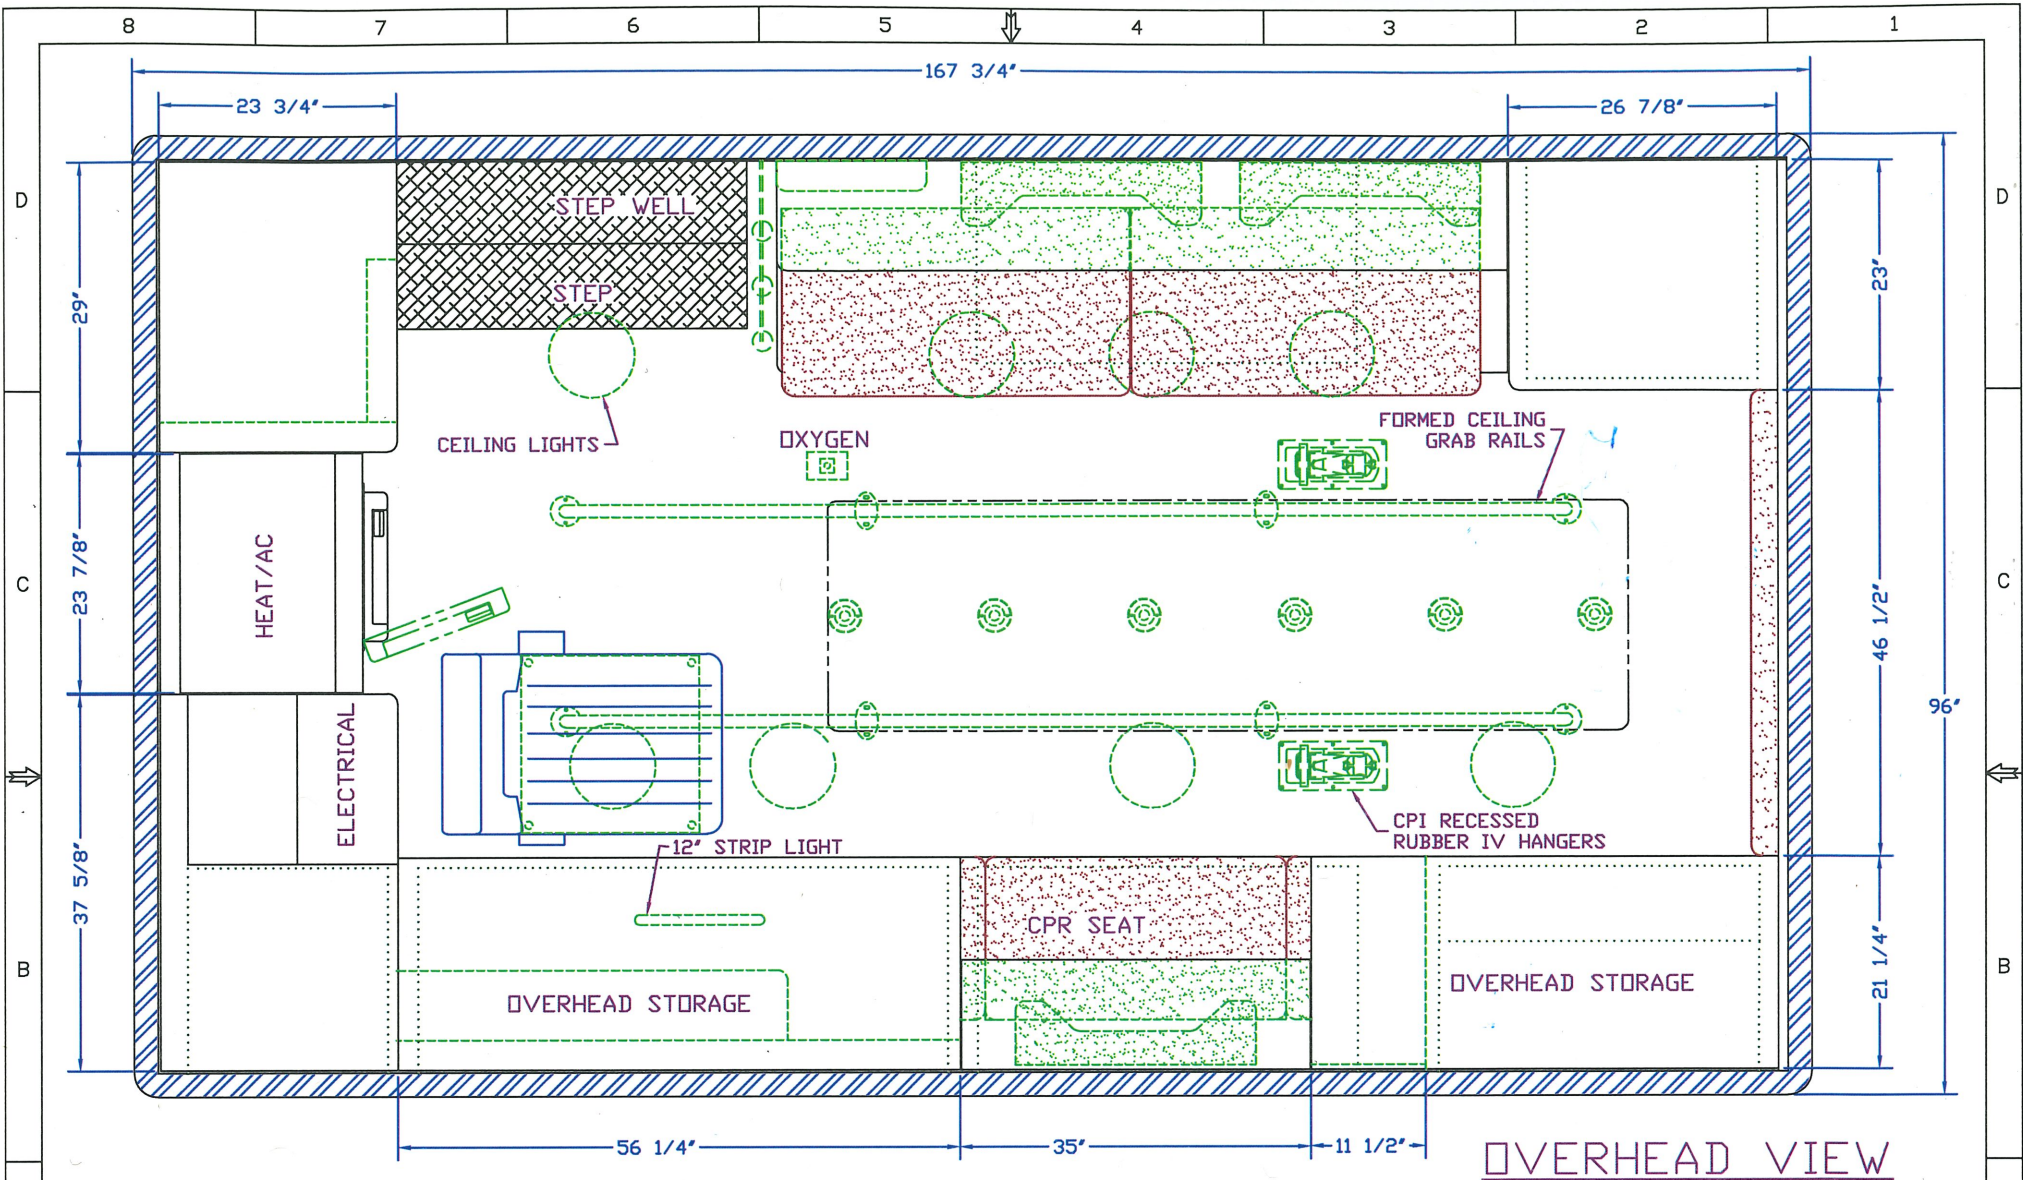 8 7 6 5 4 3 2 1
167 3/4"
23 3/4" 26 7/8"
D D
STEP WELL
STEP
29" 23"
CEILING LIGHTS
OXYGEN
FORMED CEILING
GRAB RAILS
C C
HEAT/AC
23 7/8" 46 1/2"
96"
ELECTRICAL
12" STRIP LIGHT
CPI RECESSED
RUBBER IV HANGERS
37 5/8"
CPR SEAT
B B
OVERHEAD STORAGE
OVERHEAD STORAGE
21 1/4"
56 1/4" 35" 11 1/2"
OVERHEAD VIEW